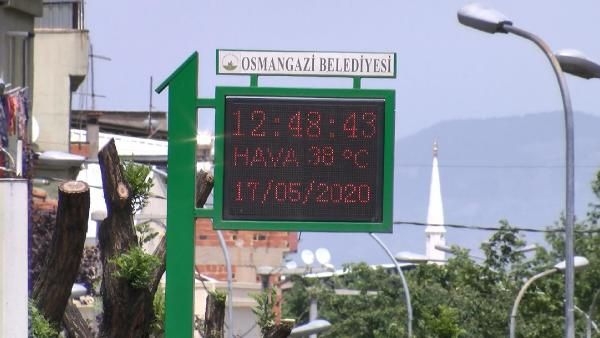 OSMANGAZİ BELEDİYESİ
12:48:43
HAVA 38 °C
17/05/2020